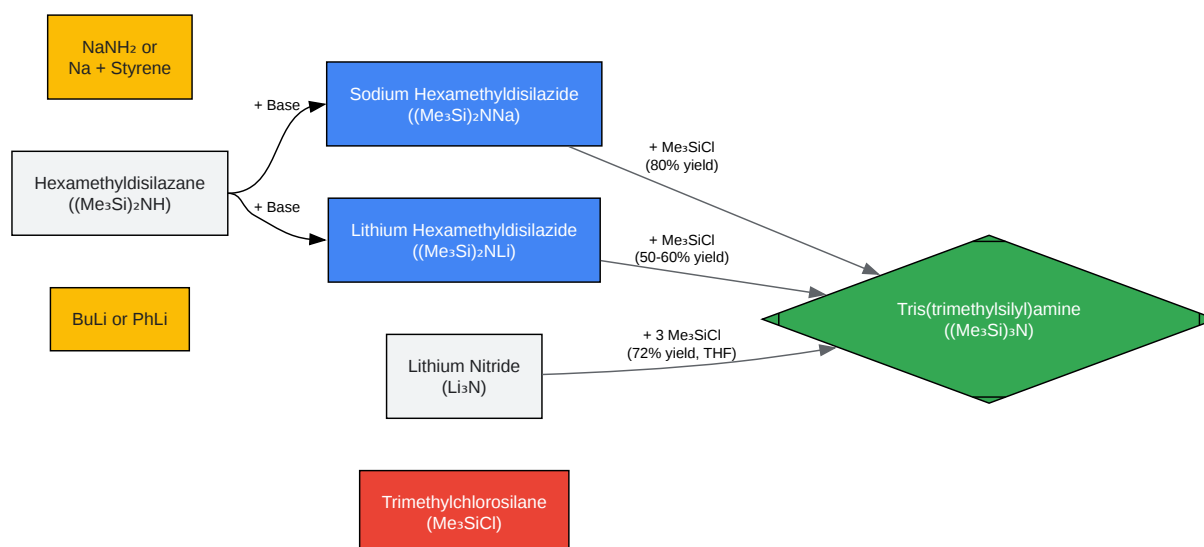 NaNH₂ or
Na + Styrene
Hexamethyldisilazane
((Me₃Si)₂NH)
BuLi or PhLi
+ Base
+ Base
Sodium Hexamethyldisilazide
((Me₃Si)₂NNa)
Lithium Hexamethyldisilazide
((Me₃Si)₂NLi)
Lithium Nitride
(Li₃N)
Trimethylchlorosilane
(Me₃SiCl)
+ Me₃SiCl
(80% yield)
+ Me₃SiCl
(50-60% yield)
+ 3 Me₃SiCl
(72% yield, THF)
Tris(trimethylsilyl)amine
((Me₃Si)₃N)